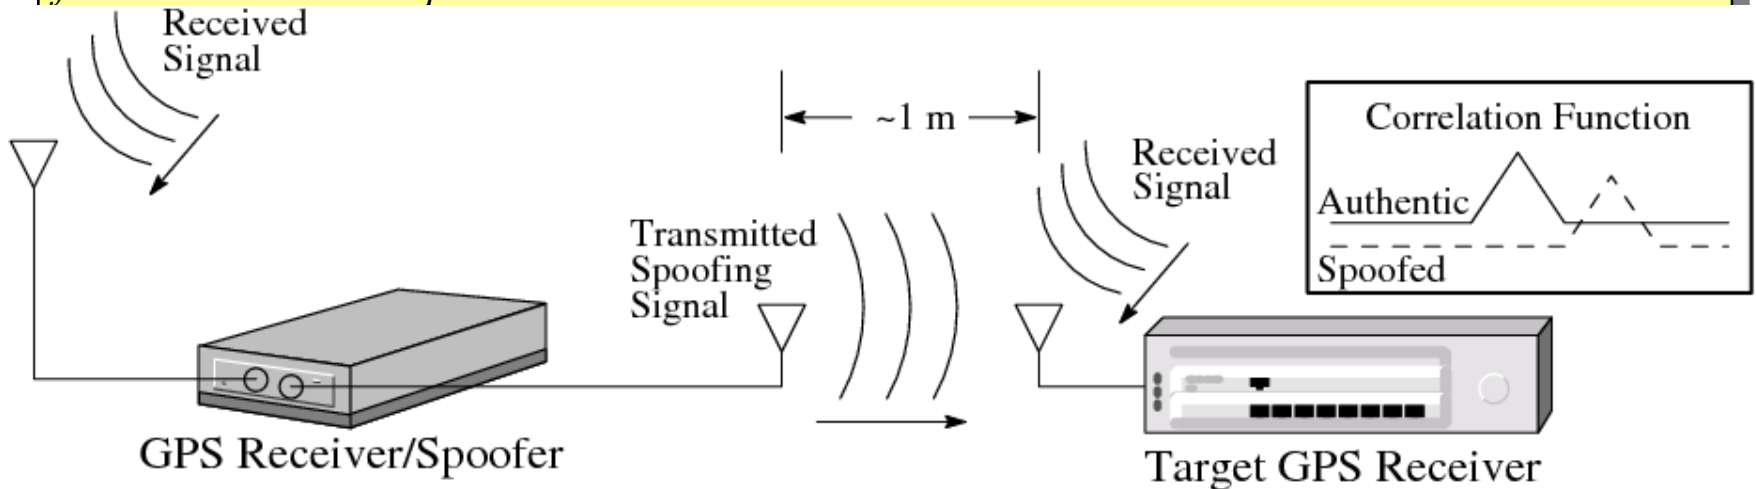 Received
Signal
~1 m
Received
Signal
Correlation Function
Authentic
Spoofed
Transmitted
Spoofing
Signal
GPS Receiver/Spoofer
Target GPS Receiver